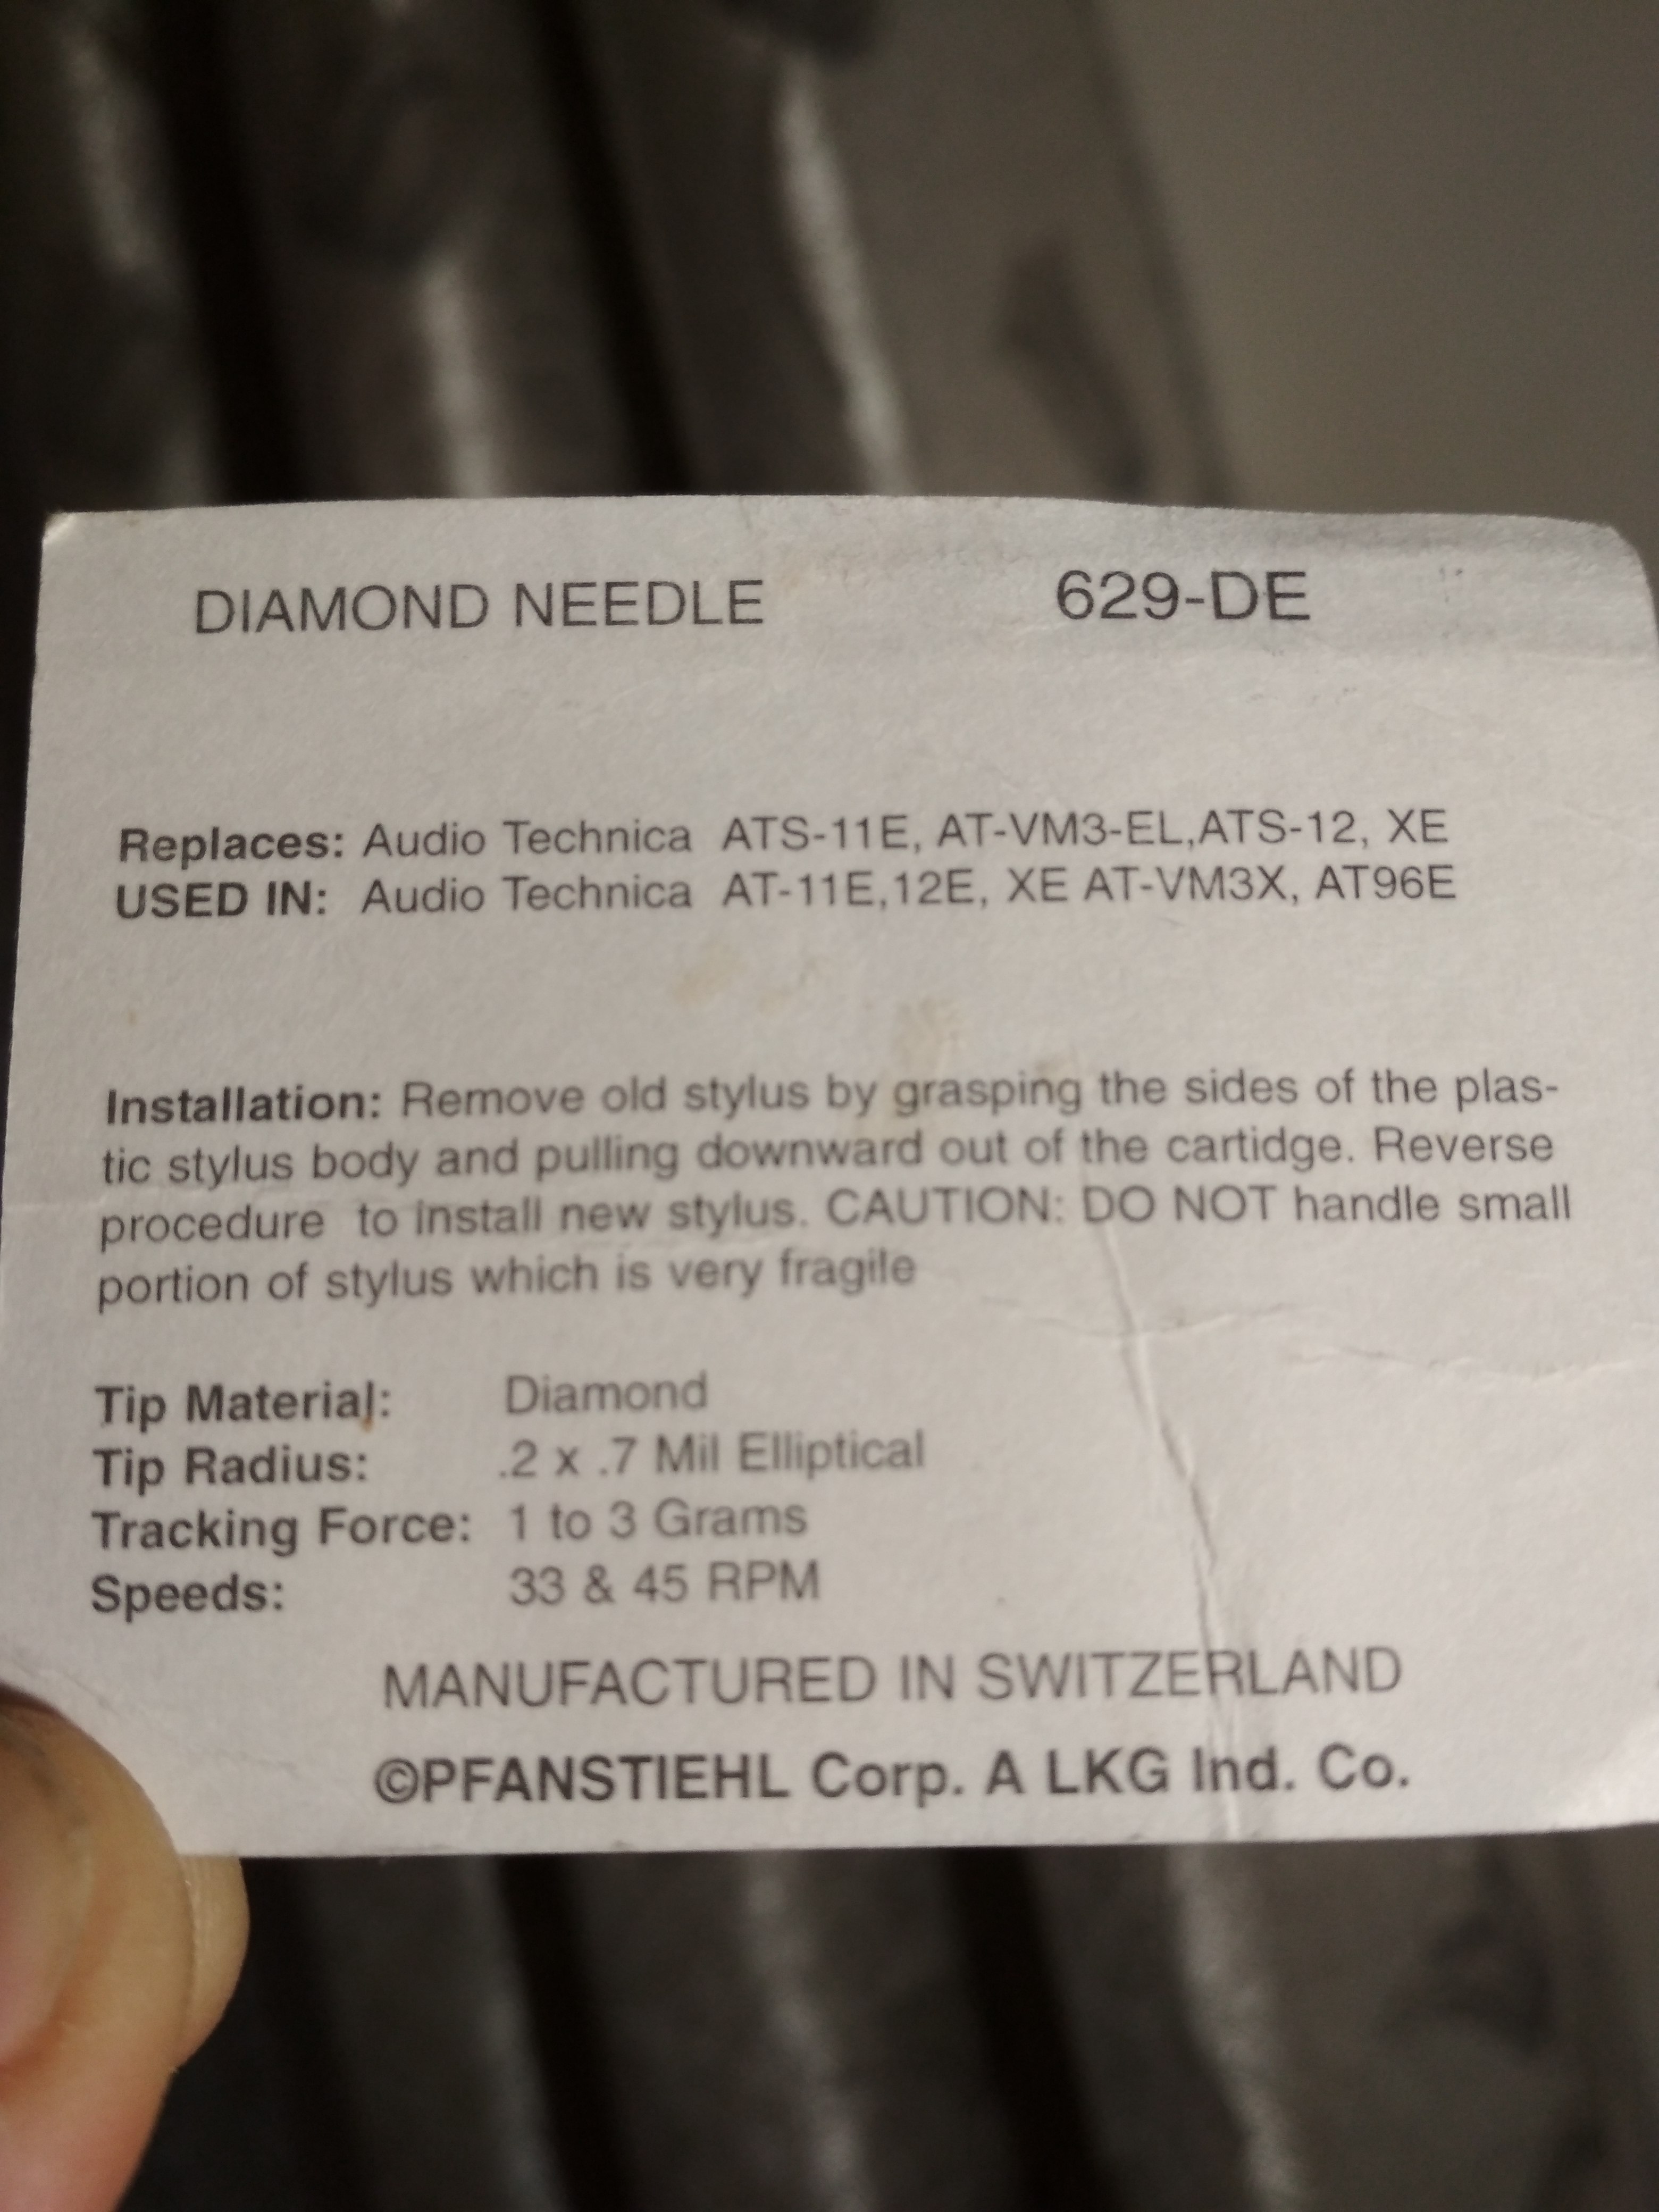 DIAMOND NEEDLE 629-DE
Replaces: Audio Technica ATS-11E, AT-VM3-EL,ATS-12, XE
USED IN: Audio Technica AT-11E,12E, XE AT-VM3X, AT96E
Installation: Remove old stylus by grasping the sides of the plas-
tic stylus body and pulling downward out of the cartidge. Reverse
procedure to install new stylus. CAUTION: DO NOT handle small
portion of stylus which is very fragile
Tip Material: Diamond
Tip Radius: .2 x .7 Mil Elliptical
Tracking Force: 1 to 3 Grams
Speeds: 33 & 45 RPM
MANUFACTURED IN SWITZERLAND
©PFANSTIEHL Corp. A LKG Ind. Co.